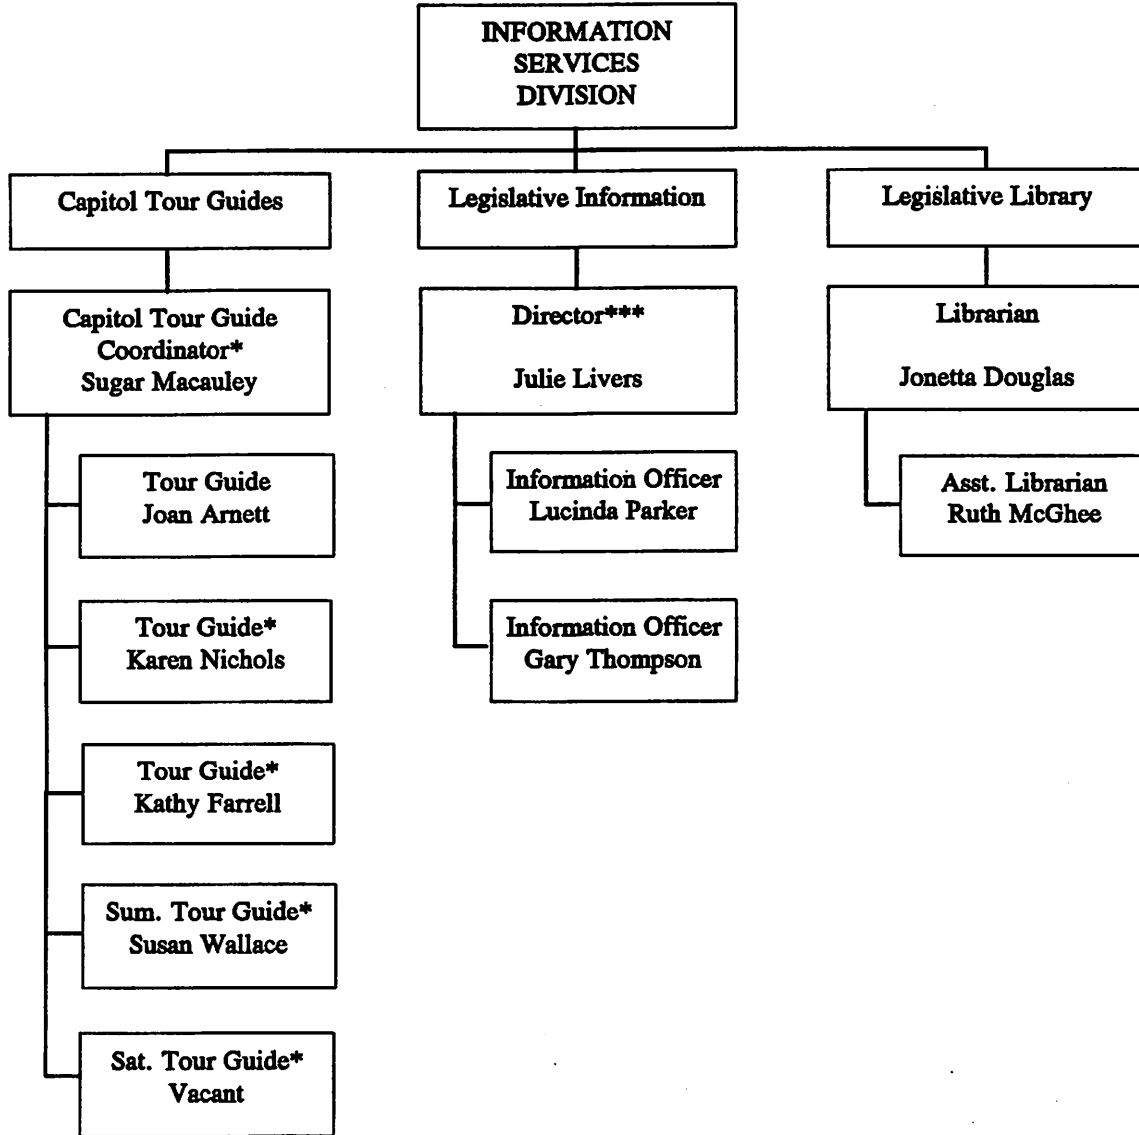 INFORMATION
SERVICES
DIVISION
Capitol Tour Guides
Legislative Information
Legislative Library
Capitol Tour Guide
Coordinator*
Sugar Macauley
Director***
Julie Livers
Librarian
Jonetta Douglas
Tour Guide
Joan Arnett
Information Officer
Lucinda Parker
Asst. Librarian
Ruth McGhee
Tour Guide*
Karen Nichols
Information Officer
Gary Thompson
Tour Guide*
Kathy Farrell
Sum. Tour Guide*
Susan Wallace
Sat. Tour Guide*
Vacant